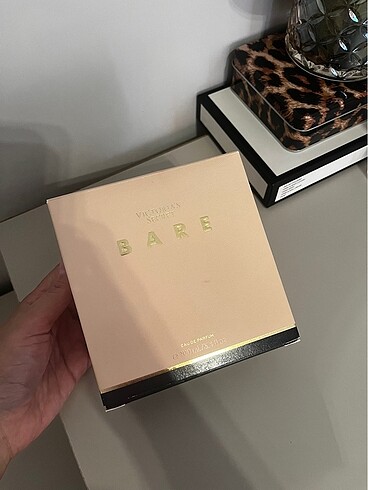 VICTORIA'S
SECRET
BARE
EAU DE PARFUM